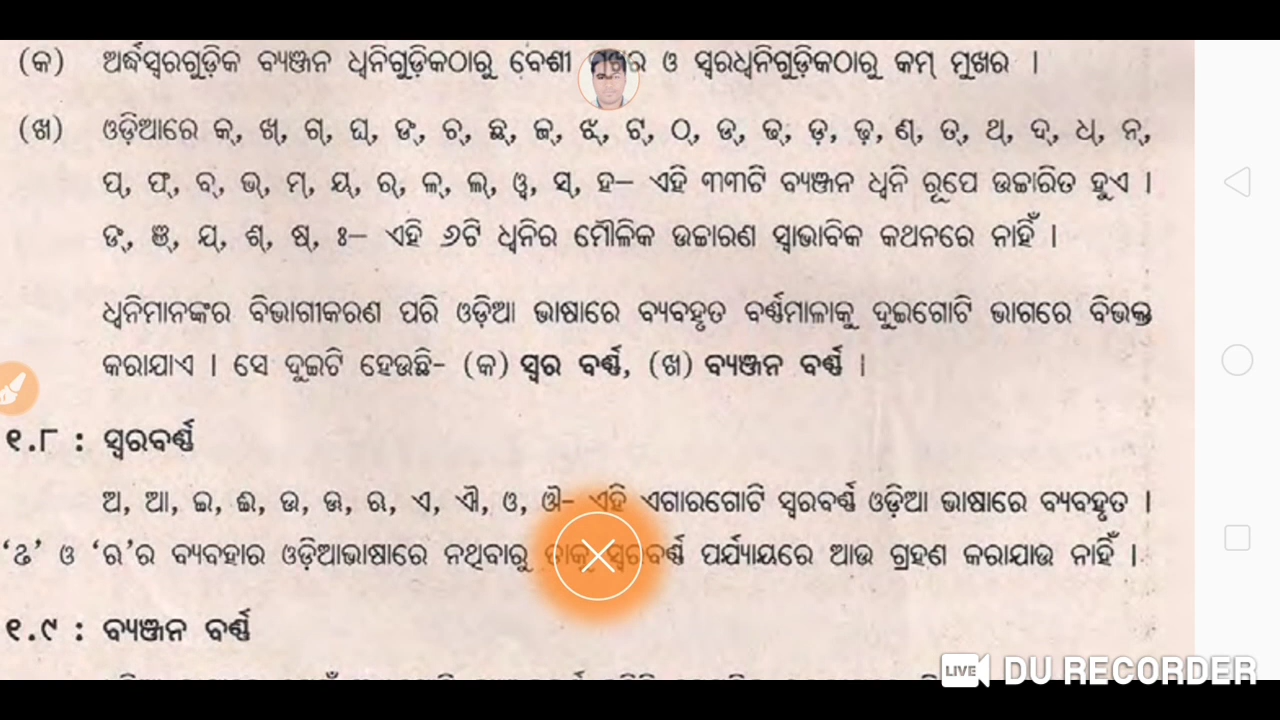 (କ) ଅର୍ଦ୍ଧସ୍ୱରଗୁଡ଼ିକ ବ୍ୟଞ୍ଜନ ଧ୍ୱନିଗୁଡ଼ିକଠାରୁ ବେଶୀ ଓ ସ୍ୱରଧ୍ୱନିଗୁଡ଼ିକଠାରୁ କମ୍ ମୁଖର ।
(ଖ) ଓଡ଼ିଆରେ କ୍, ଖ୍, ଗ୍, ଘ୍, ଙ୍, ଚ୍, ଛ୍, ଜ୍, ଝ୍, ଟ୍, ଠ୍, ଡ୍, ଢ୍, ଡ଼୍, ଢ଼୍, ଣ୍, ତ୍, ଥ୍, ଦ୍, ଧ୍, ନ୍,
ପ୍, ଫ୍, ବ୍, ଭ୍, ମ୍, ୟ୍, ର୍, ଳ୍, ଲ୍, ୱ୍, ସ୍, ହ– ଏହି ୩୩ଟି ବ୍ୟଞ୍ଜନ ଧ୍ୱନି ରୂପେ ଉଚ୍ଚାରିତ ହୁଏ ।
ଙ୍, ଞ୍, ଯ୍, ଶ୍, ଷ୍, ଃ– ଏହି ୬ଟି ଧ୍ୱନିର ମୌଳିକ ଉଚ୍ଚାରଣ ସ୍ୱାଭାବିକ କଥନରେ ନାହିଁ ।
ଧ୍ୱନିମାନଙ୍କର ବିଭାଗୀକରଣ ପରି ଓଡ଼ିଆ ଭାଷାରେ ବ୍ୟବହୃତ ବର୍ଣ୍ଣମାଳାକୁ ଦୁଇଗୋଟି ଭାଗରେ ବିଭକ୍ତ
କରାଯାଏ । ସେ ଦୁଇଟି ହେଉଛି– (କ) ସ୍ୱର ବର୍ଣ୍ଣ, (ଖ) ବ୍ୟଞ୍ଜନ ବର୍ଣ୍ଣ ।
୧.୮ : ସ୍ୱରବର୍ଣ୍ଣ
ଅ, ଆ, ଇ, ଈ, ଉ, ଊ, ଋ, ଏ, ଐ, ଓ, ଔ– ଏହି ଏଗାରଗୋଟି ସ୍ୱରବର୍ଣ୍ଣ ଓଡ଼ିଆ ଭାଷାରେ ବ୍ୟବହୃତ ।
ଓ ‘ର’ର ବ୍ୟବହାର ଓଡ଼ିଆଭାଷାରେ ନଥିବାରୁ ତାକୁ ସ୍ୱରବର୍ଣ୍ଣ ପର୍ଯ୍ୟାୟରେ ଆଉ ଗ୍ରହଣ କରାଯାଉ ନାହିଁ ।
୧.୯ : ବ୍ୟଞ୍ଜନ ବର୍ଣ୍ଣ
LIVE DU RECORDER